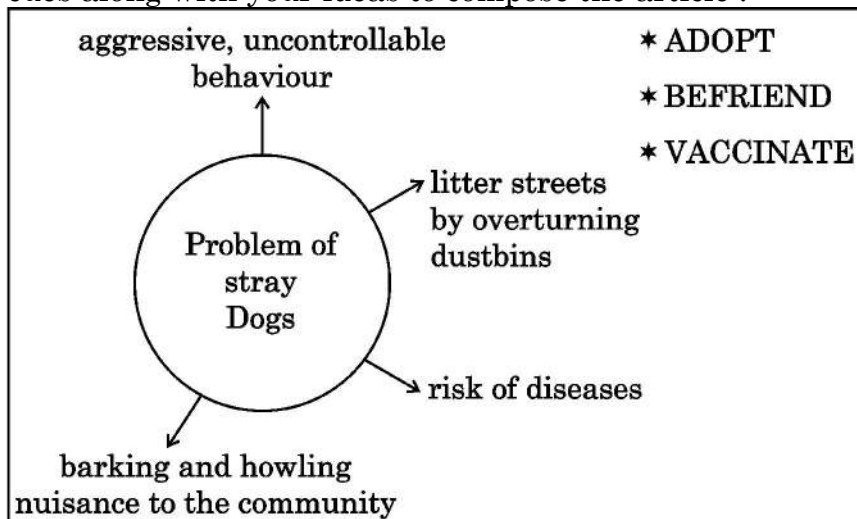 cues along with your ideas to compose the article :
aggressive, uncontrollable
behaviour
* ADOPT
* BEFRIEND
* VACCINATE
litter streets
by overturning
dustbins
Problem of
stray
Dogs
risk of diseases
barking and howling
nuisance to the community